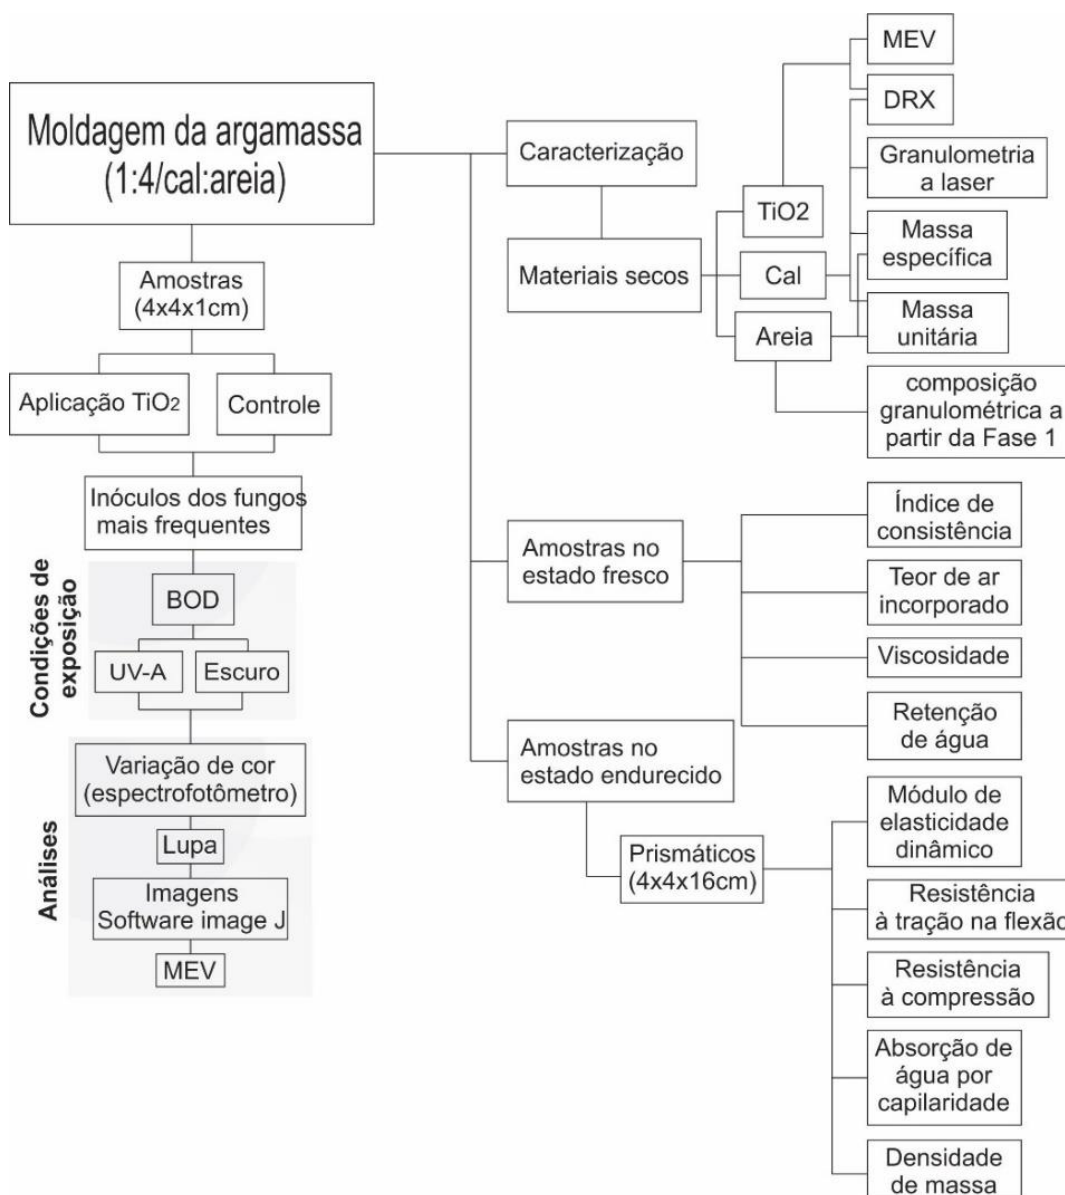 Moldagem da argamassa
(1:4/cal:areia)
Amostras
(4x4x1cm)
Aplicação TiO2
Controle
Inóculos dos fungos
mais frequentes
Condições de
exposição
BOD
UV-A
Escuro
Análises
Variação de cor
(espectrofotômetro)
Lupa
Imagens
Software image J
MEV
Caracterização
Materiais secos
TiO2
Cal
Areia
MEV
DRX
Granulometria
a laser
Massa
específica
Massa
unitária
composição
granulométrica a
partir da Fase 1
Amostras no
estado fresco
Índice de
consistência
Teor de ar
incorporado
Viscosidade
Retenção
de água
Amostras no
estado endurecido
Prismáticos
(4x4x16cm)
Módulo de
elasticidade
dinâmico
Resistência
à tração na flexão
Resistência
à compressão
Absorção de
água por
capilaridade
Densidade
de massa